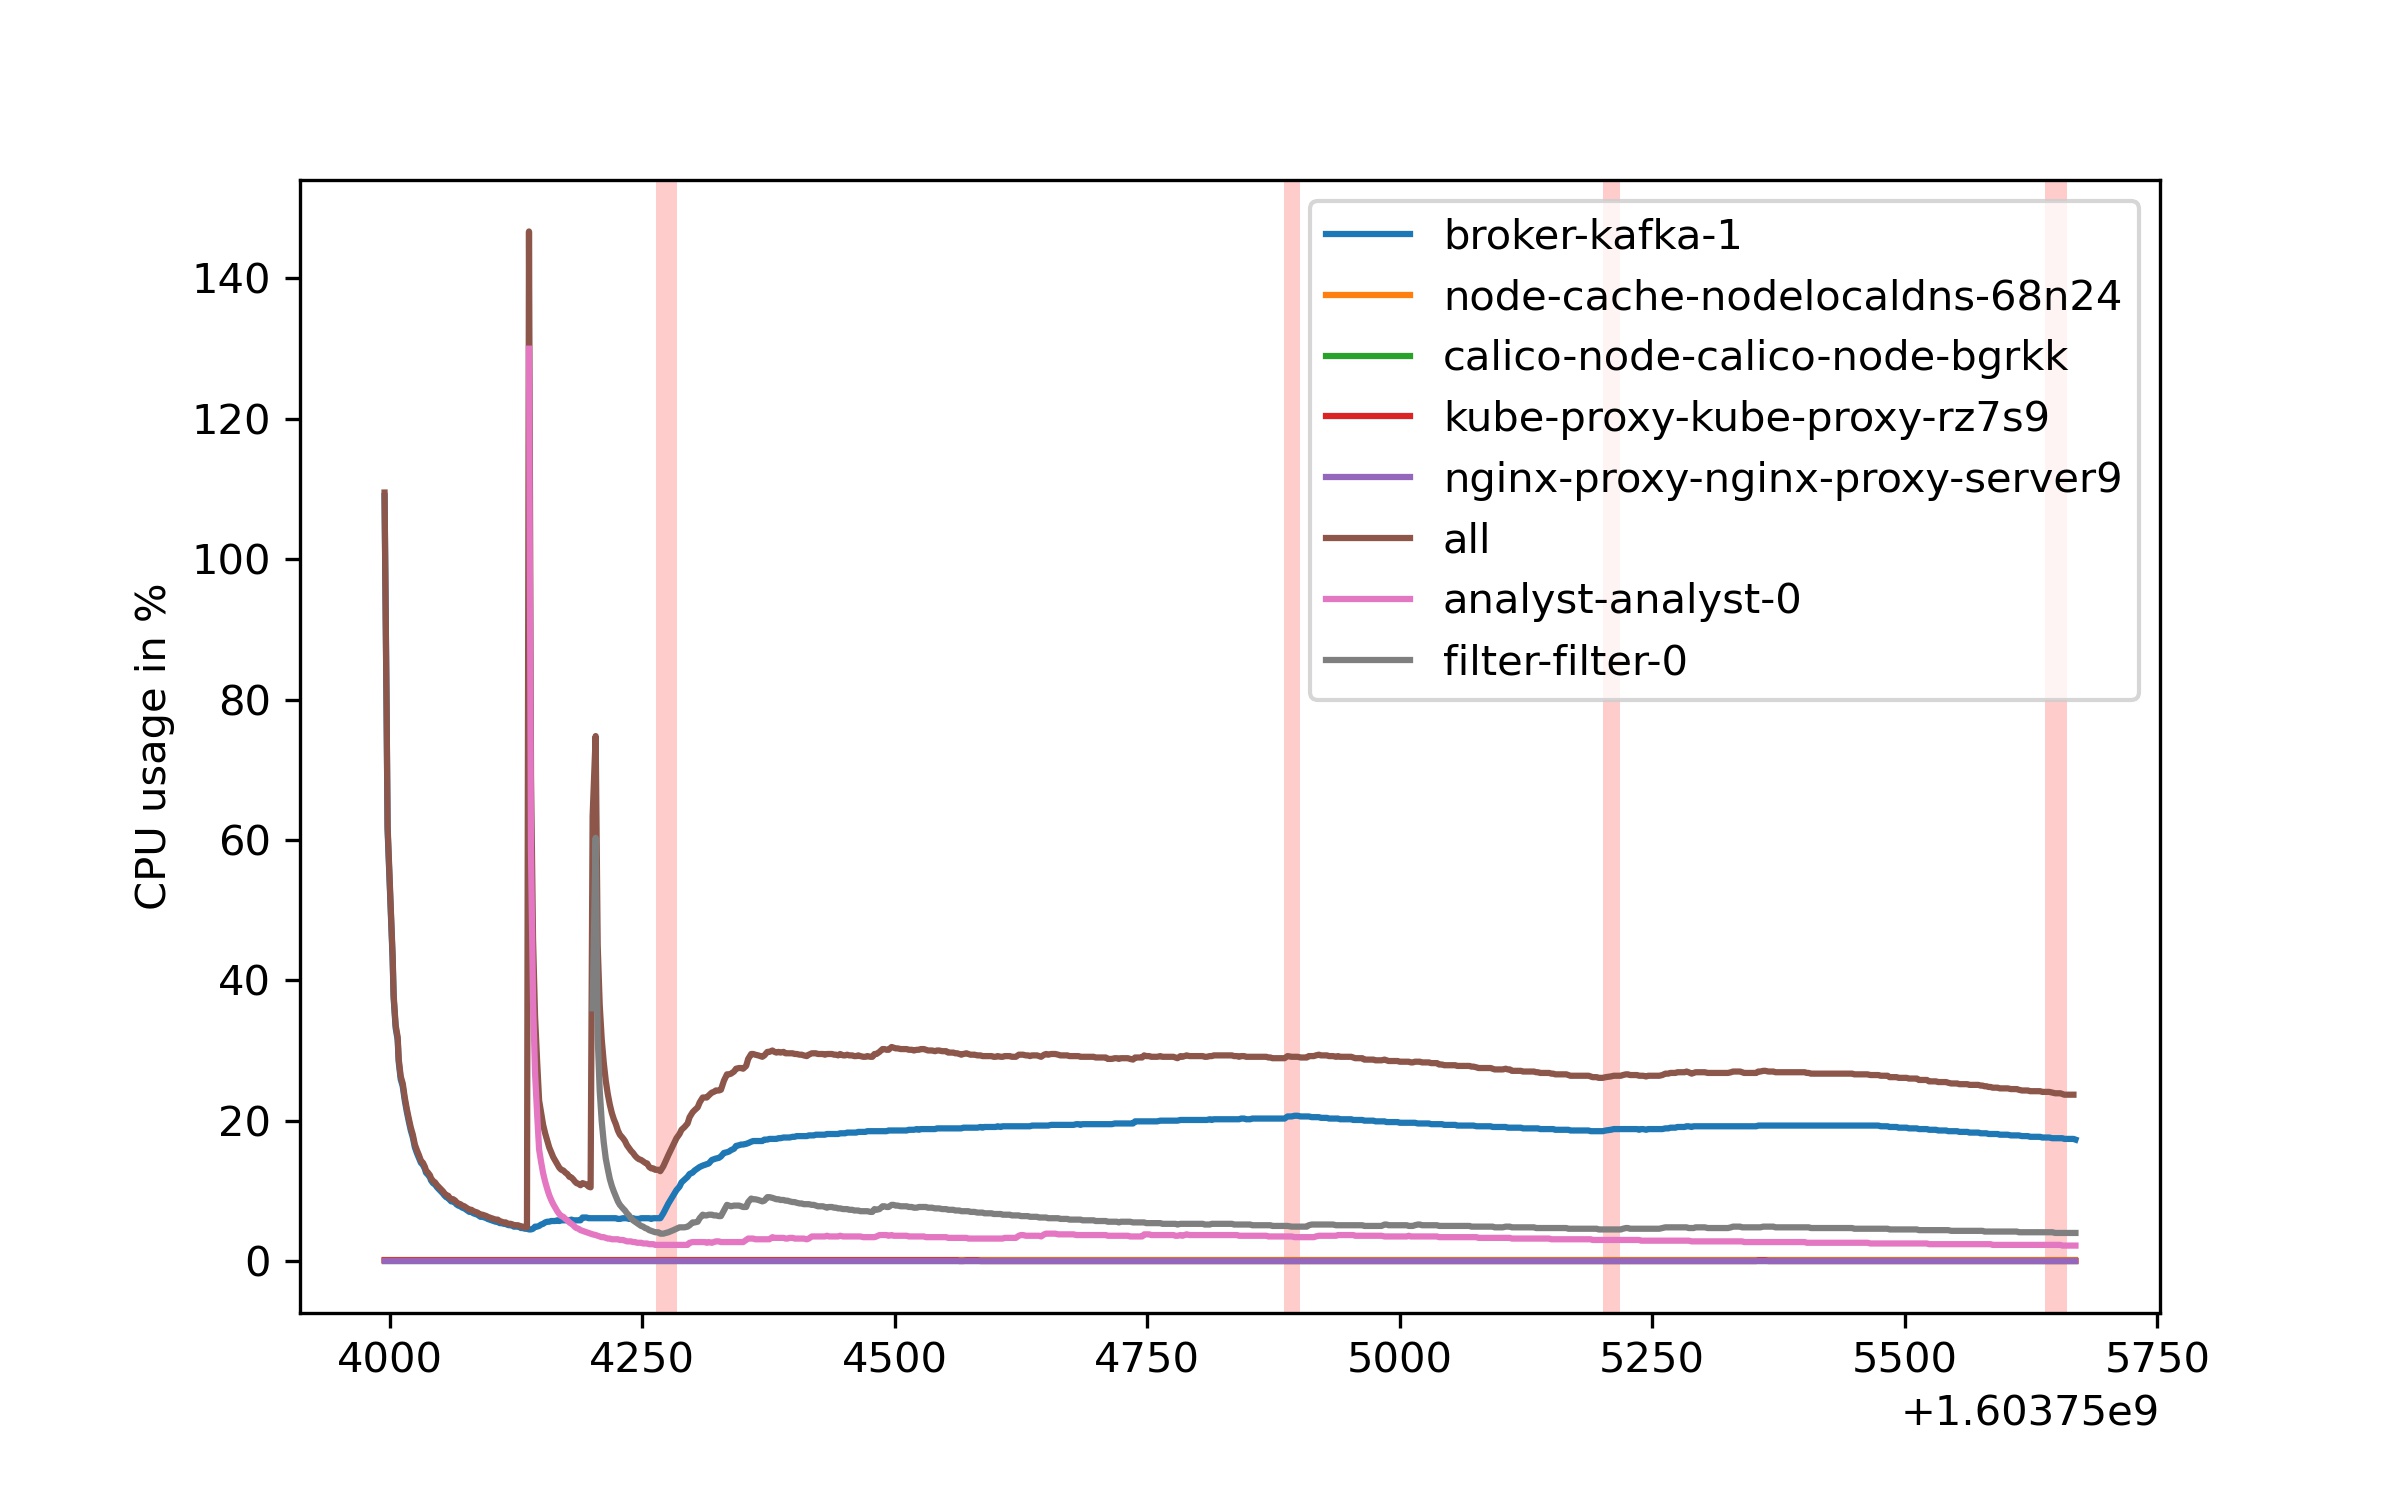 140
120
100
80
60
40
20
0
CPU usage in %
broker-kafka-1
node-cache-nodelocaldns-68n24
calico-node-calico-node-bgrkk
kube-proxy-kube-proxy-rz7s9
nginx-proxy-nginx-proxy-server9
all
analyst-analyst-0
filter-filter-0
4000 4250 4500 4750 5000 5250 5500 5750
+1.60375e9